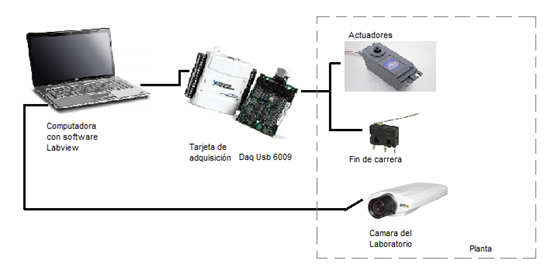 Actuadores
Computadora
con software
Labview
Tarjeta de
adquisición
Daq Usb 6009
Fin de carrera
Camara del
Laboratorio
Planta